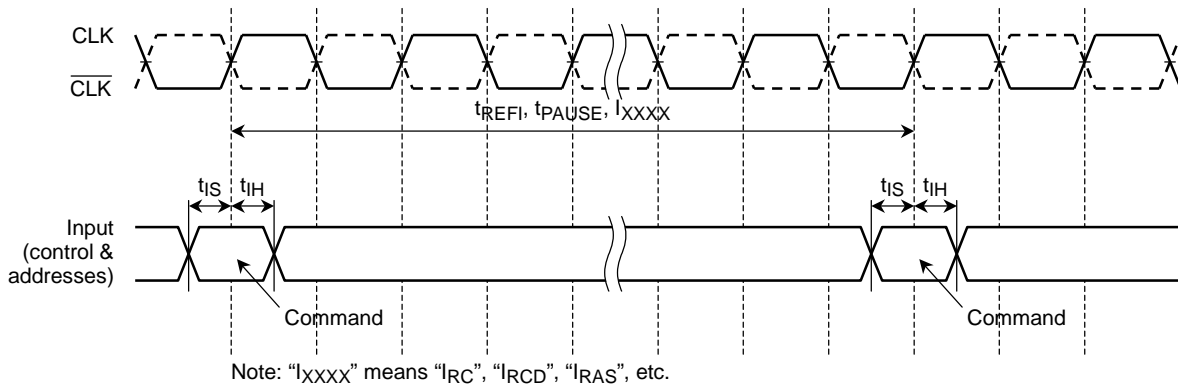 CLK
CLK
tREFI, tPAUSE, IXXXX
tIS tIH tIS tIH
Input
(control &
addresses)
Command Command
Note: “IXXXX” means “IRC”, “IRCD”, “IRAS”, etc.